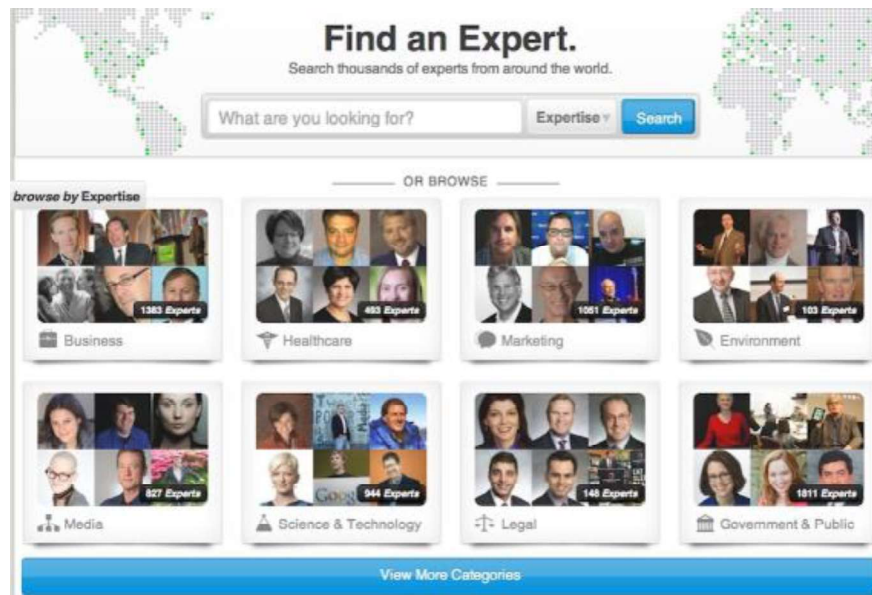 Find an Expert.
Search thousands of experts from around the world.
What are you looking for? Expertise Search
OR BROWSE
browse by Expertise
1383 Experts
Business
493 Experts
Healthcare
1051 Experts
Marketing
103 Experts
Environment
827 Experts
Media
Goog
944 Experts
Science & Technology
148 Experts
Legal
1811 Experts
Government & Public
View More Categories